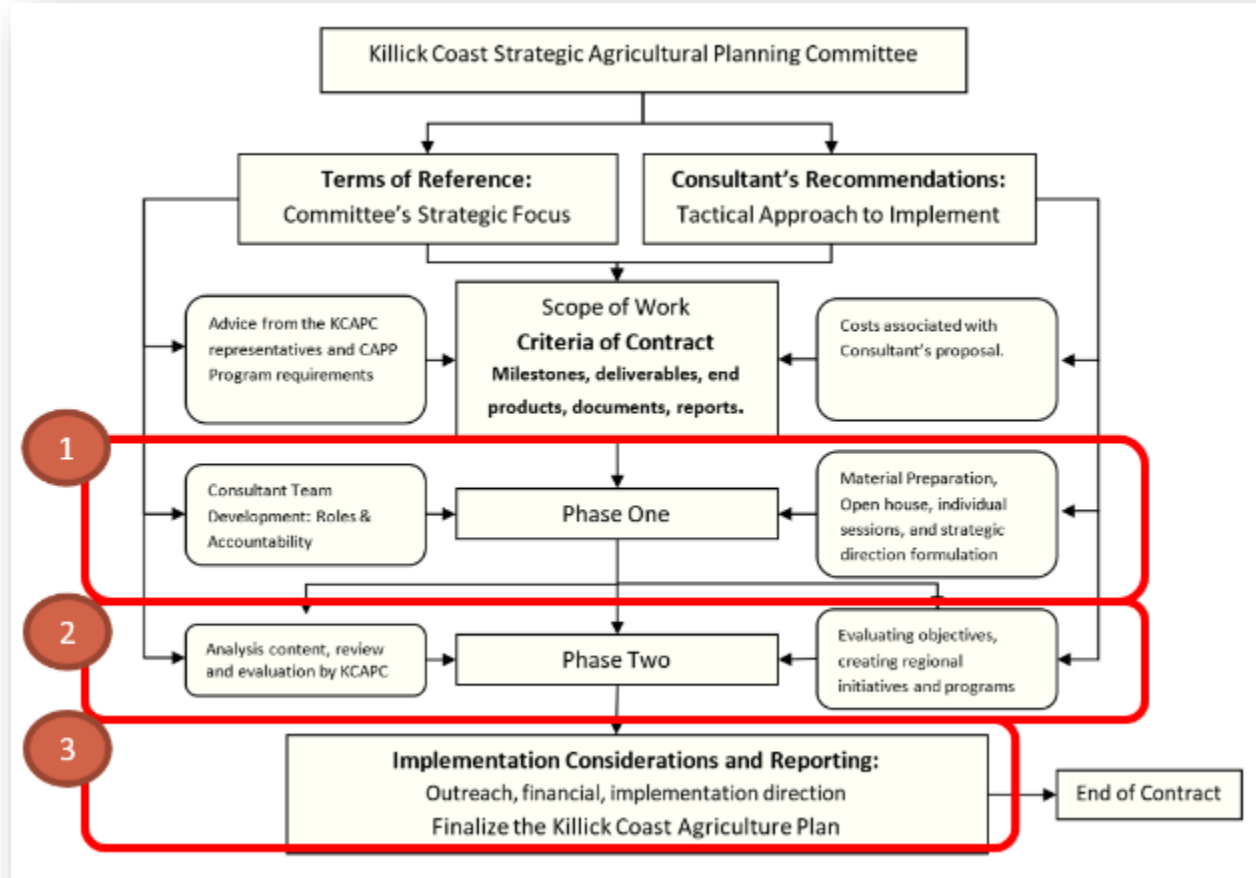 Killick Coast Strategic Agricultural Planning Committee
Terms of Reference:
Committee's Strategic Focus
Consultant's Recommendations:
Tactical Approach to Implement
Advice from the KCAPC
representatives and CAPP
Program requirements
Scope of Work
Criteria of Contract
Milestones, deliverables, end
products, documents, reports.
Costs associated with
Consultant's proposal.
1
Consultant Team
Development: Roles &
Accountability
Phase One
Material Preparation,
Open house, individual
sessions, and strategic
direction formulation
2
Analysis content, review
and evaluation by KCAPC
Phase Two
Evaluating objectives,
creating regional
initiatives and programs
3
Implementation Considerations and Reporting:
Outreach, financial, implementation direction
Finalize the Killick Coast Agriculture Plan
End of Contract